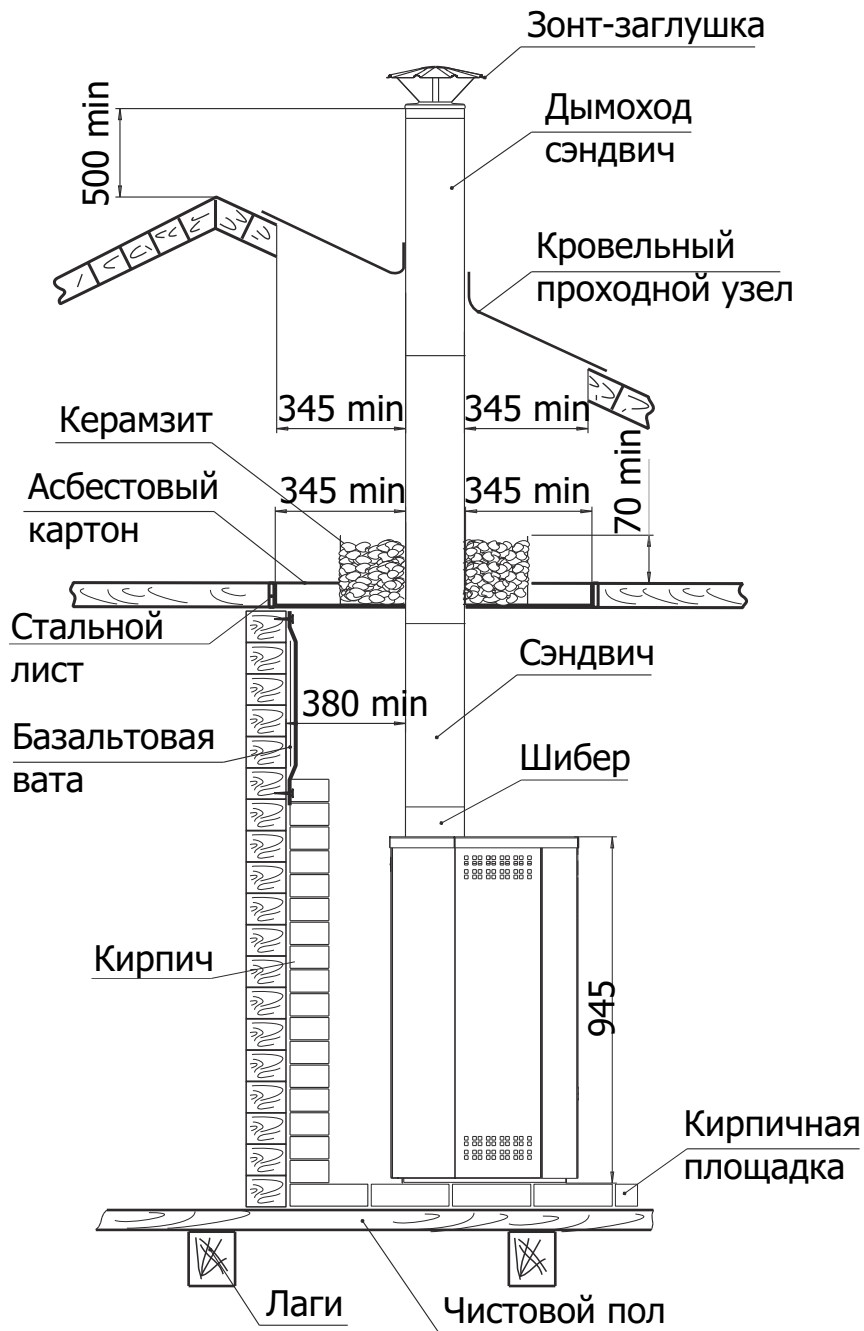 Зонт-заглушка
500 min
Дымоход
сэндвич
Кровельный
проходной узел
345 min
345 min
Керамзит
70 min
Асбестовый
картон
345 min
345 min
Стальной
лист
Сэндвич
380 min
Базальтовая
вата
Шибер
Кирпич
945
Кирпичная
площадка
Лаги
Чистовой пол